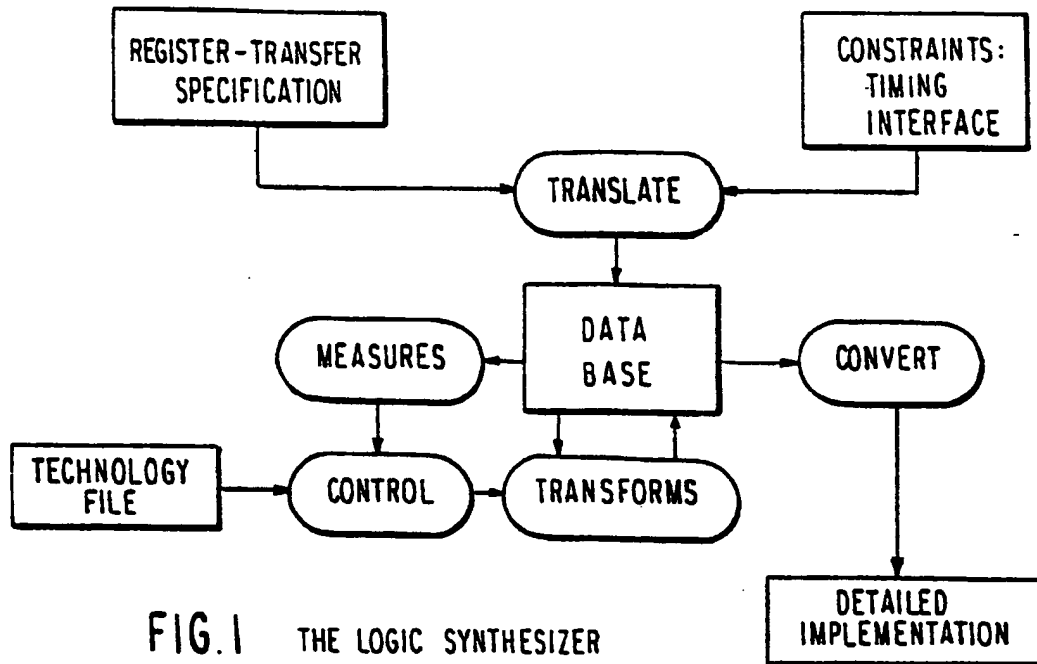 REGISTER-TRANSFER
SPECIFICATION
CONSTRAINTS:
TIMING
INTERFACE
TRANSLATE
DATA
BASE
MEASURES
CONVERT
TECHNOLOGY
FILE
CONTROL
TRANSFORMS
DETAILED
IMPLEMENTATION
FIG.1 THE LOGIC SYNTHESIZER